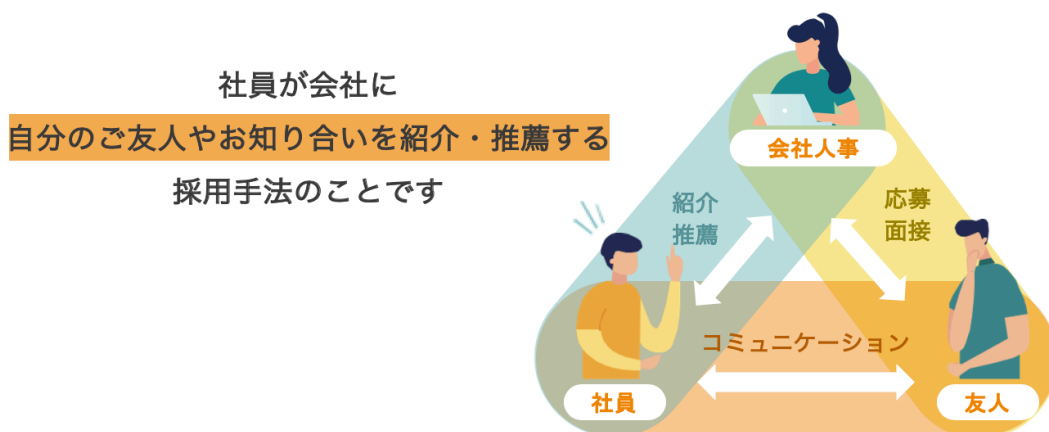 社員が会社に
自分のご友人やお知り合いを紹介・推薦する
採用手法のことです
会社人事
紹介
推薦
応募
面接
コミュニケーション
社員
友人